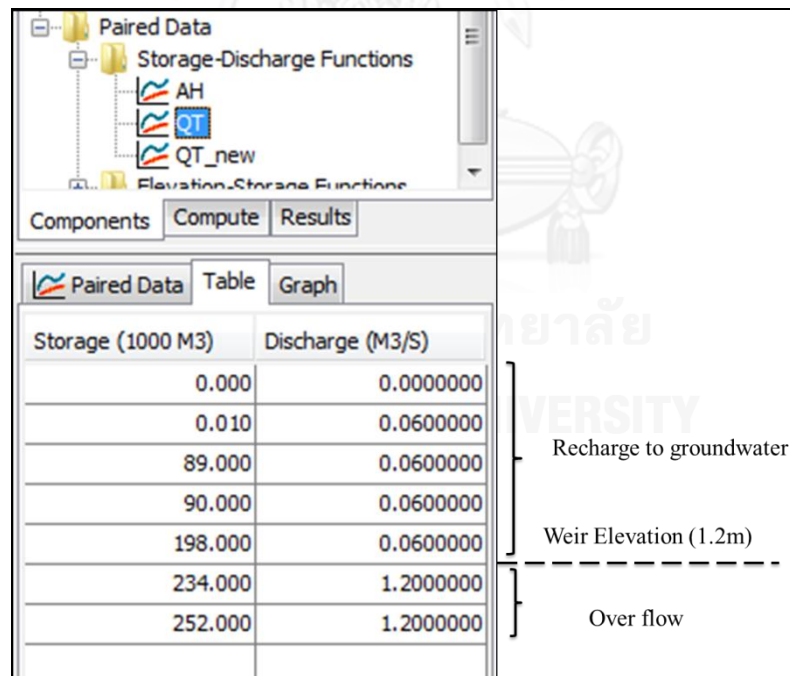 Paired Data
Storage-Discharge Functions
AH
QT
QT_new
Elevation-Storage Functions
Components Compute Results
Paired Data Table Graph
Storage (1000 M3) Discharge (M3/S)
0.000 0.0000000
0.010 0.0600000
89.000 0.0600000
90.000 0.0600000
198.000 0.0600000
234.000 1.2000000
252.000 1.2000000
Recharge to groundwater
Weir Elevation (1.2m)
Over flow